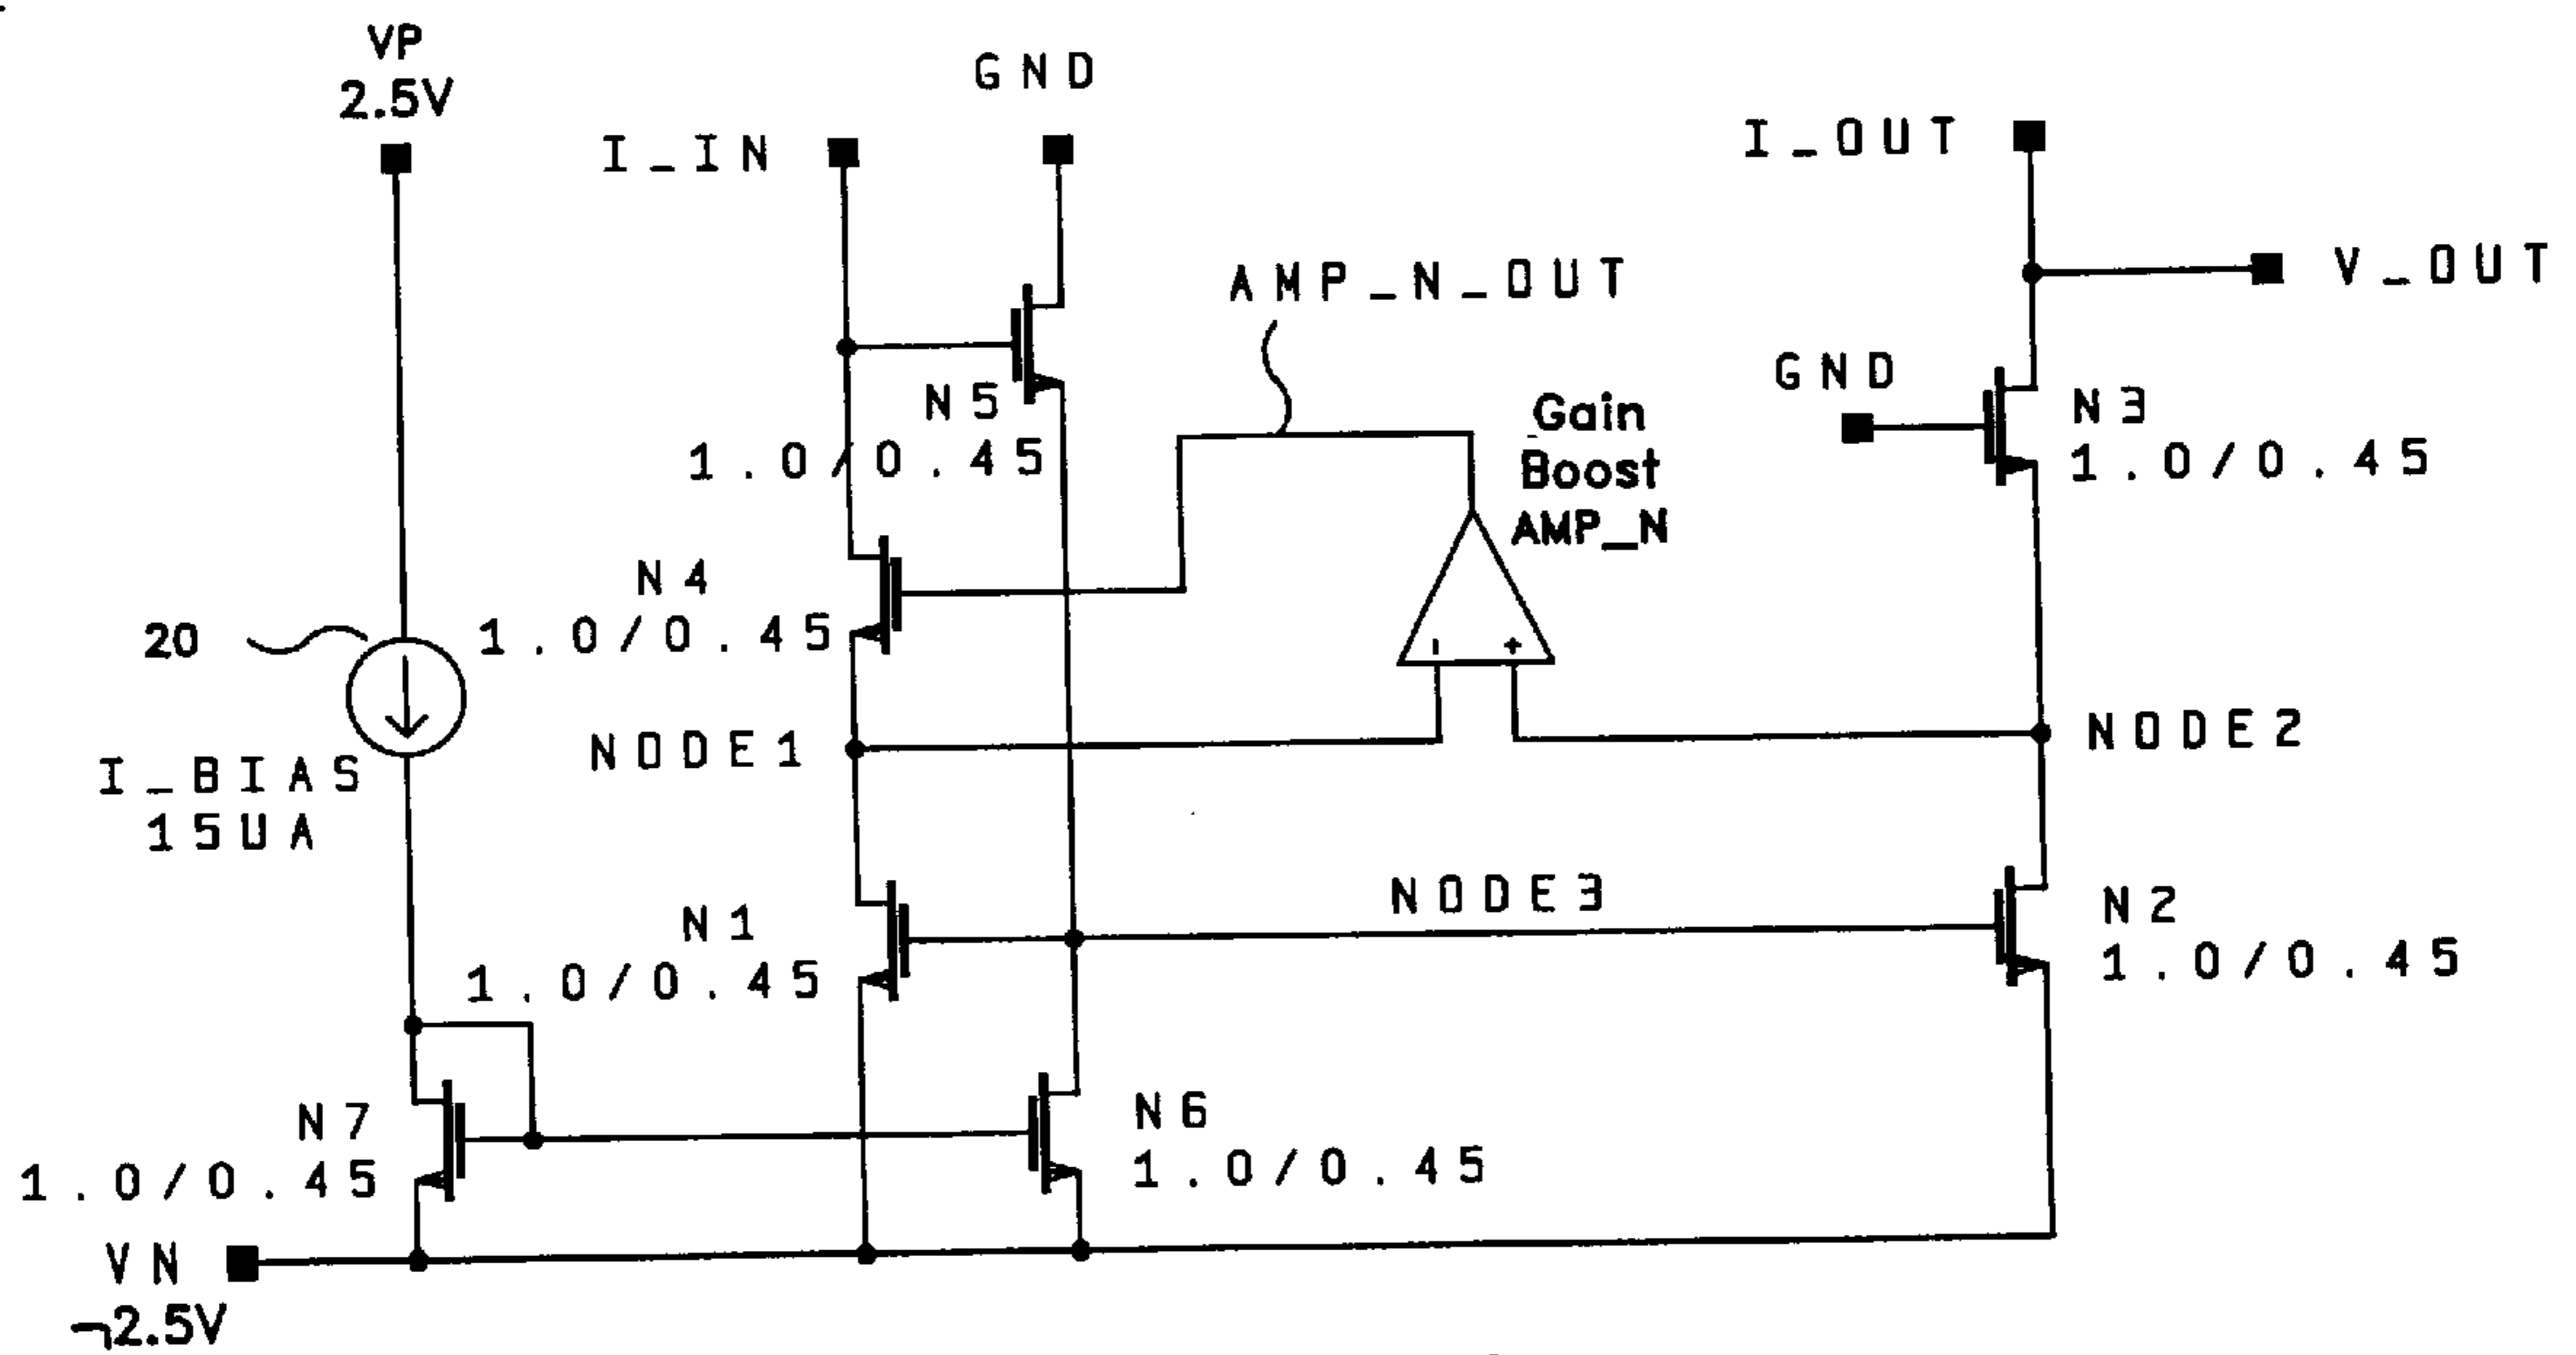 VP
2.5V
GND
I_IN
I_OUT
V_OUT
AMP_N_OUT
GND
N5
1.0/0.45
N3
1.0/0.45
Gain
Boost
AMP_N
N4
1.0/0.45
20
- +
NODE1
NODE2
I_BIAS
15UA
N1
1.0/0.45
NODE3
N2
1.0/0.45
N7
1.0/0.45
N6
1.0/0.45
VN
-2.5V